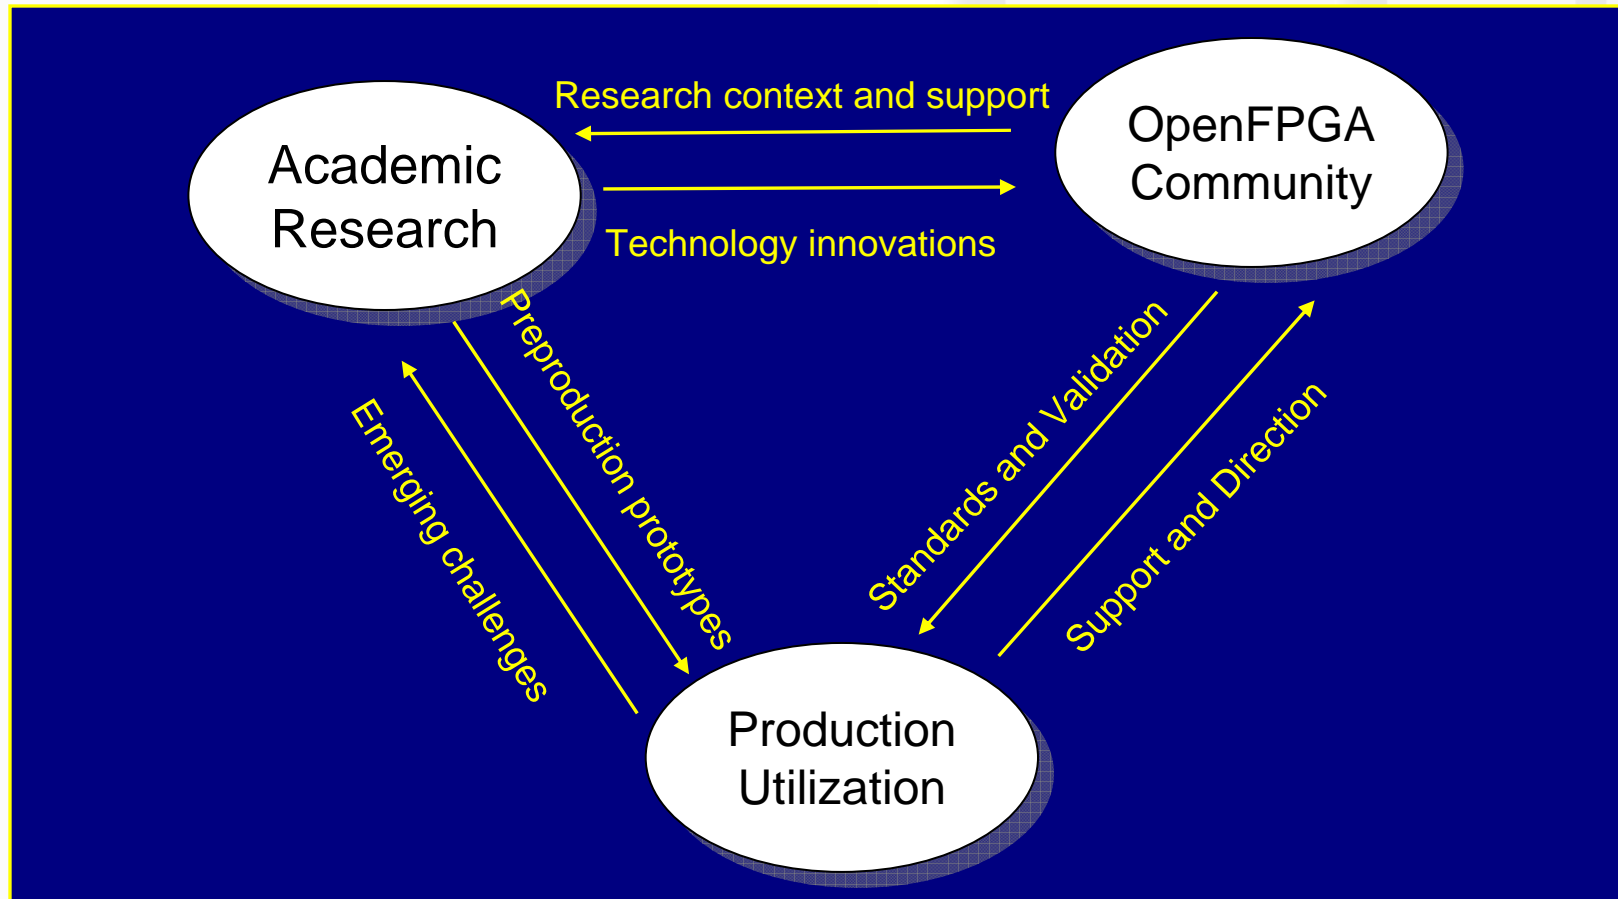 Research context and support
OpenFPGA
Community
Academic
Research
Technology innovations
Preproduction prototypes
Emerging challenges
Standards and Validation
Support and Direction
Production
Utilization